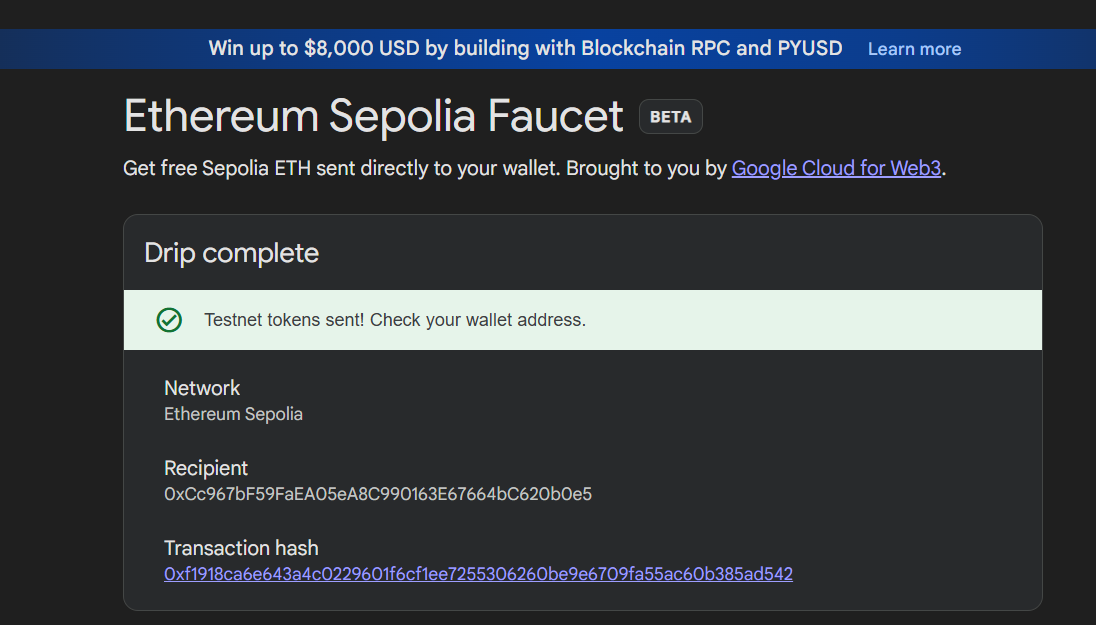 Win up to $8,000 USD by building with Blockchain RPC and PYUSD Learn more
Ethereum Sepolia Faucet BETA
Get free Sepolia ETH sent directly to your wallet. Brought to you by Google Cloud for Web3.
Drip complete
Testnet tokens sent! Check your wallet address.
Network
Ethereum Sepolia
Recipient
0xCc967bF59FaEA05eA8C990163E67664bC620b0e5
Transaction hash
0xf1918ca6e643a4c0229601f6cf1ee7255306260be9e6709fa55ac60b385ad542